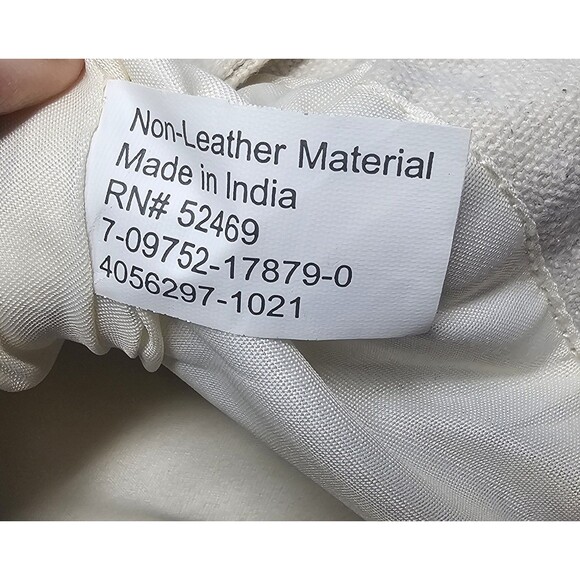 Non-Leather Material
Made in India
RN# 52469
7-09752-17879-0
4056297-1021